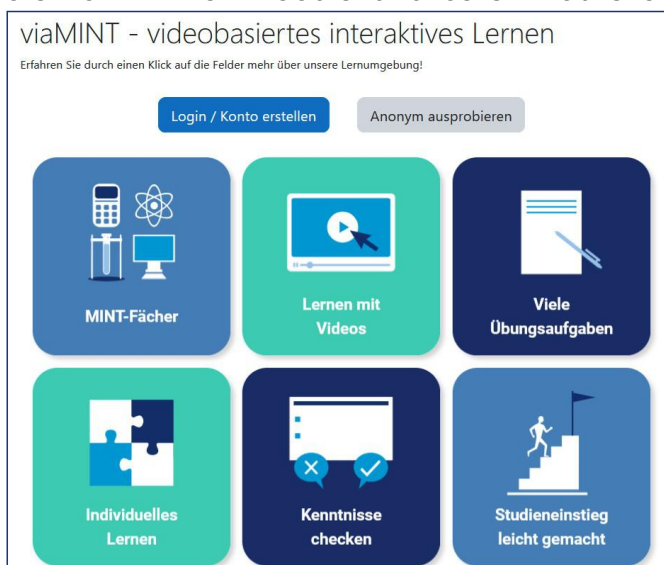 viaMINT - videobasiertes interaktives Lernen
Erfahren Sie durch einen Klick auf die Felder mehr über unsere Lernumgebung!
Login / Konto erstellen
Anonym ausprobieren
MINT-Fächer
Lernen mit
Videos
Viele
Übungsaufgaben
Individuelles
Lernen
Kenntnisse
checken
Studieneinstieg
leicht gemacht